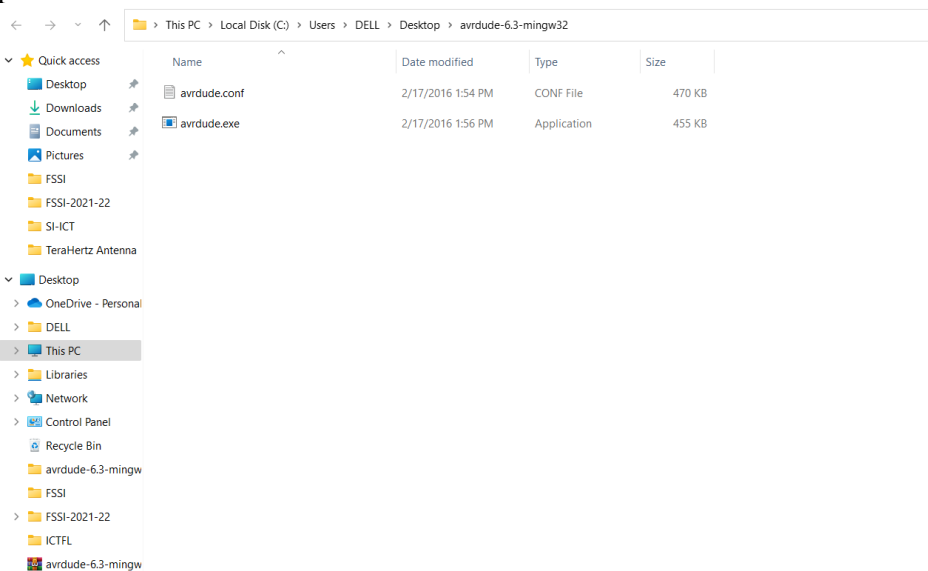 This PC > Local Disk (C:) > Users > DELL > Desktop > avrdude-6.3-mingw32
Name Date modified Type Size
avrdude.conf 2/17/2016 1:54 PM CONF File 470 KB
avrdude.exe 2/17/2016 1:56 PM Application 455 KB
Quick access
Desktop
Downloads
Documents
Pictures
FSSI
FSSI-2021-22
SI-ICT
TeraHertz Antenna
Desktop
OneDrive - Personal
DELL
This PC
Libraries
Network
Control Panel
Recycle Bin
avrdude-6.3-mingw
FSSI
FSSI-2021-22
ICTFL
avrdude-6.3-mingw